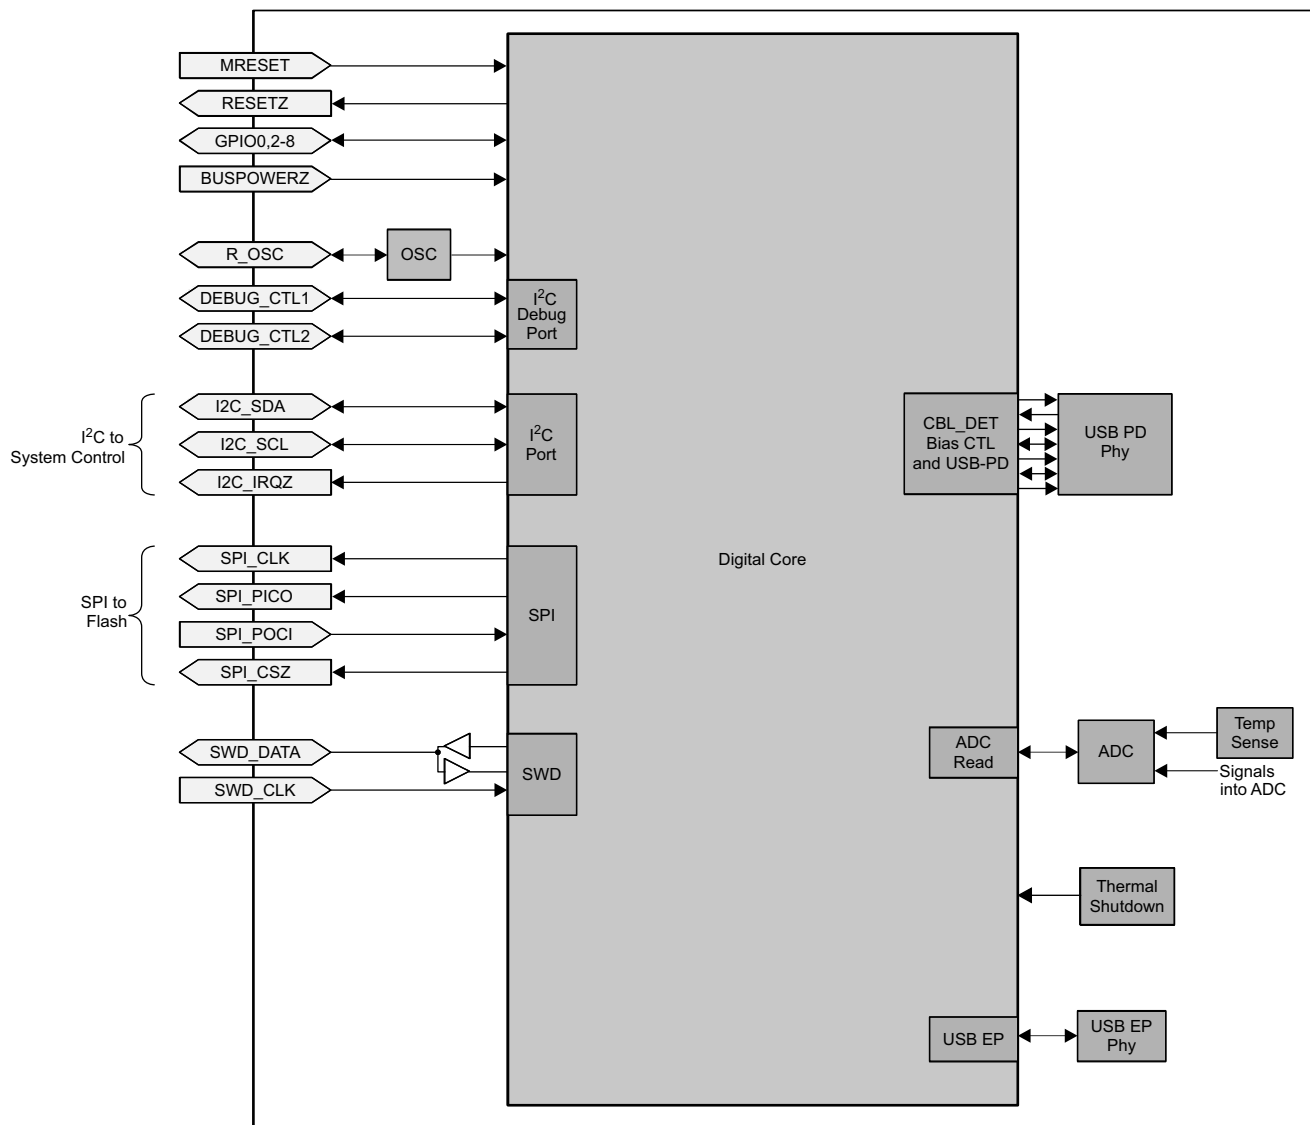 MRESET
RESETZ
GPIO0,2-8
BUSPOWERZ
R_OSC
OSC
DEBUG_CTL1
DEBUG_CTL2
I²C
Debug
Port
I²C to
System Control
I2C_SDA
I2C_SCL
I2C_IRQZ
I²C
Port
CBL_DET
Bias CTL
and USB-PD
USB PD
Phy
Digital Core
SPI to
Flash
SPI_CLK
SPI_PICO
SPI_POCI
SPI_CSZ
SPI
SWD_DATA
SWD_CLK
SWD
ADC
Read
ADC
Temp
Sense
Signals
into ADC
Thermal
Shutdown
USB EP
USB EP
Phy